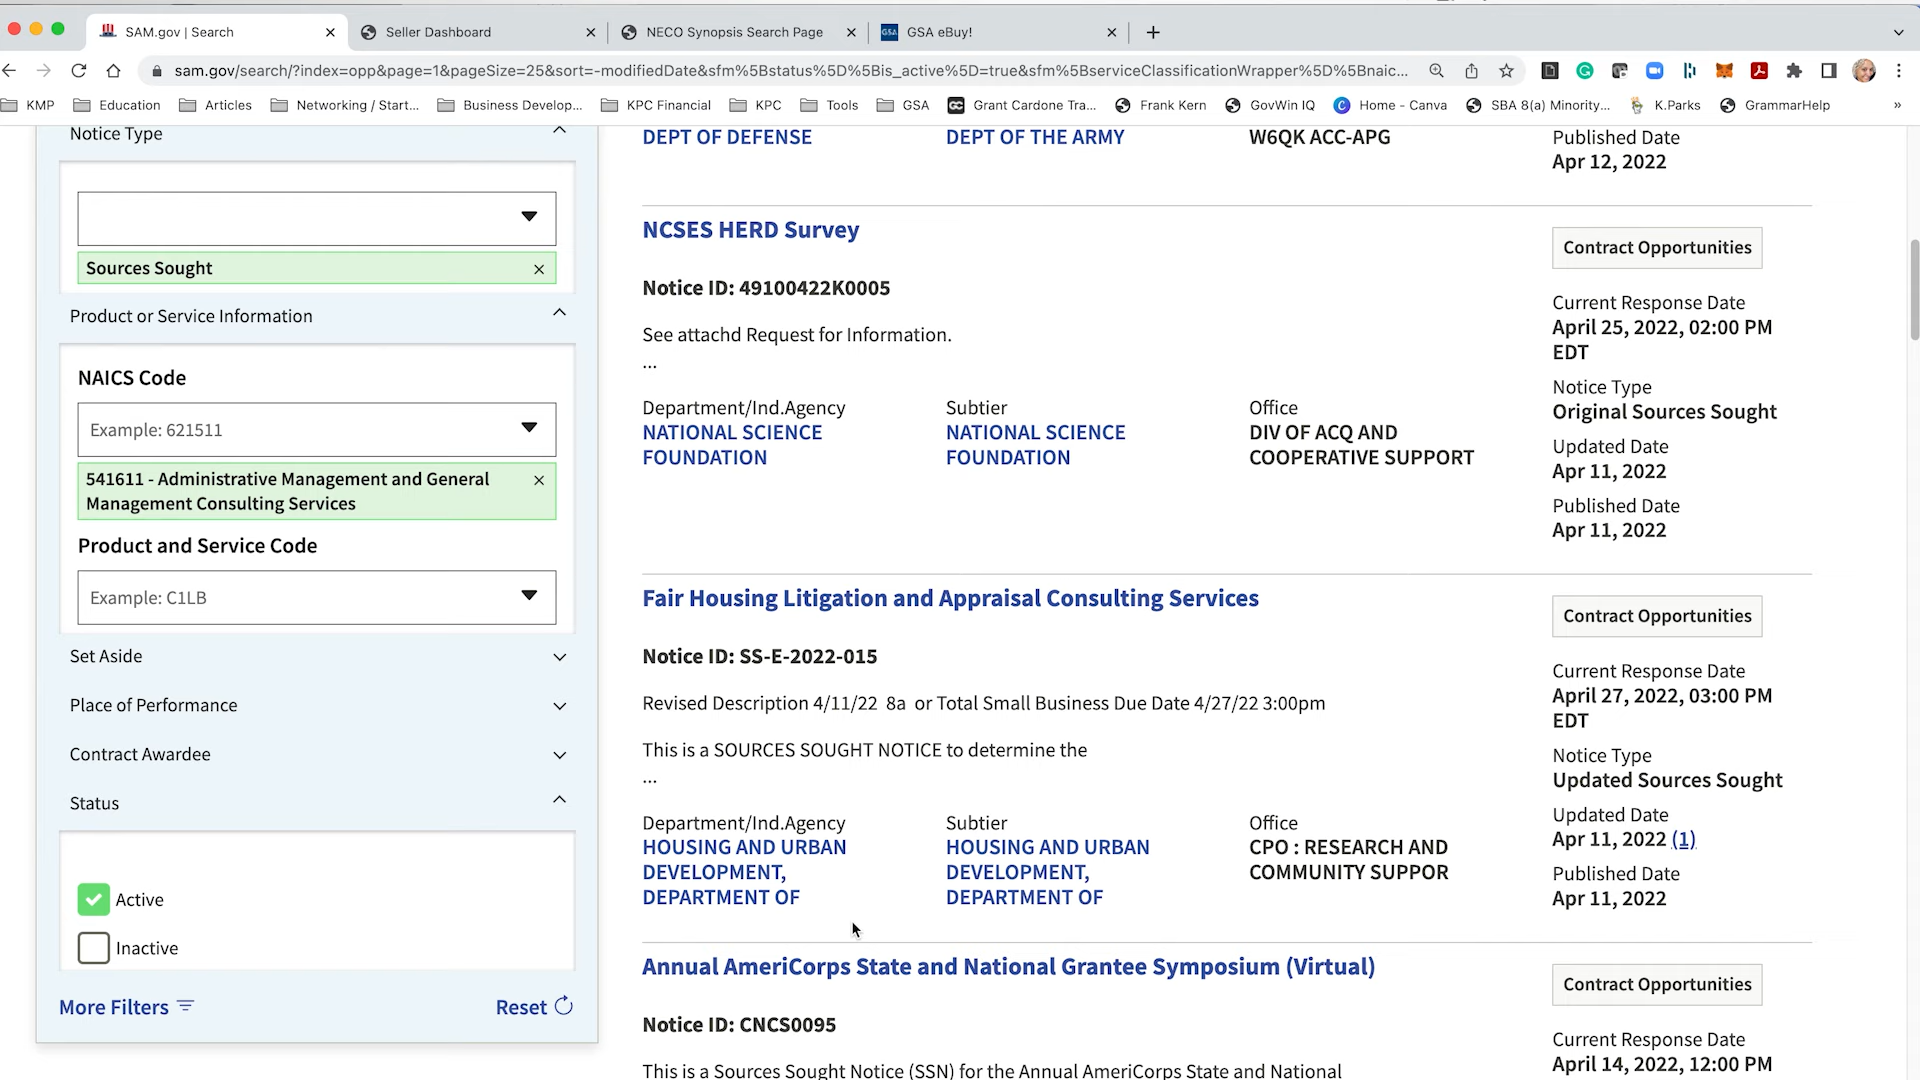 SAM.gov | Search
Seller Dashboard
NECO Synopsis Search Page
GSA
GSA eBuy!
sam.gov/search/?index=opp&page=1&pageSize=25&sort=-modifiedDate&sfm%5Bstatus%5D%5Bis_active%5D=true&sfm%5BserviceClassificationWrapper%5D%5Bnaic...
KMP
Education
Articles
Networking / Start...
Business Develop...
KPC Financial
KPC
Tools
GSA
Grant Cardone Tra...
Frank Kern
GovWin IQ
Home - Canva
SBA 8(a) Minority...
K.Parks
GrammarHelp
»
Notice Type
Sources Sought
Product or Service Information
NAICS Code
Example: 621511
541611 - Administrative Management and General
Management Consulting Services
Product and Service Code
Example: C1LB
Set Aside
Place of Performance
Contract Awardee
Status
Active
Inactive
More Filters
Reset
DEPT OF DEFENSE
DEPT OF THE ARMY
W6QK ACC-APG
Published Date
Apr 12, 2022
NCSES HERD Survey
Notice ID: 49100422K0005
See attachd Request for Information.
...
Department/Ind.Agency
NATIONAL SCIENCE
FOUNDATION
Subtier
NATIONAL SCIENCE
FOUNDATION
Office
DIV OF ACQ AND
COOPERATIVE SUPPORT
Contract Opportunities
Current Response Date
April 25, 2022, 02:00 PM
EDT
Notice Type
Original Sources Sought
Updated Date
Apr 11, 2022
Published Date
Apr 11, 2022
Fair Housing Litigation and Appraisal Consulting Services
Notice ID: SS-E-2022-015
Revised Description 4/11/22 8a or Total Small Business Due Date 4/27/22 3:00pm
This is a SOURCES SOUGHT NOTICE to determine the
...
Department/Ind.Agency
HOUSING AND URBAN
DEVELOPMENT,
DEPARTMENT OF
Subtier
HOUSING AND URBAN
DEVELOPMENT,
DEPARTMENT OF
Office
CPO : RESEARCH AND
COMMUNITY SUPPOR
Contract Opportunities
Current Response Date
April 27, 2022, 03:00 PM
EDT
Notice Type
Updated Sources Sought
Updated Date
Apr 11, 2022 (1)
Published Date
Apr 11, 2022
Annual AmeriCorps State and National Grantee Symposium (Virtual)
Notice ID: CNCS0095
This is a Sources Sought Notice (SSN) for the Annual AmeriCorps State and National
Contract Opportunities
Current Response Date
April 14, 2022, 12:00 PM